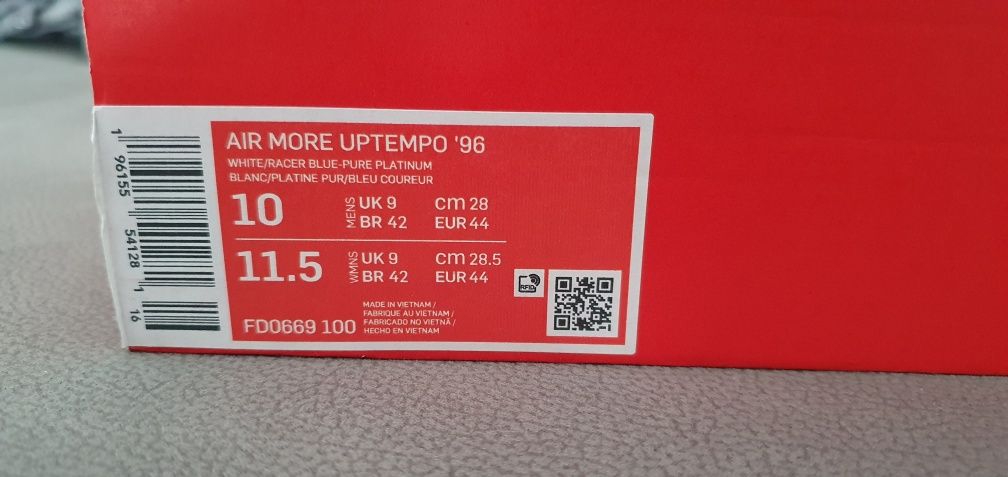 AIR MORE UPTEMPO '96
WHITE/RACER BLUE-PURE PLATINUM
BLANC/PLATINE PUR/BLEU COUREUR
10
MENS
UK 9 cm 28
BR 42 EUR 44
11.5
WMNS
UK 9 cm 28.5
BR 42 EUR 44
RFID
FD0669 100
MADE IN VIETNAM /
FABRIQUE AU VIETNAM /
FABRICADO NO VIETNÃ /
HECHO EN VIETNAM
1 96155 54128 1 16